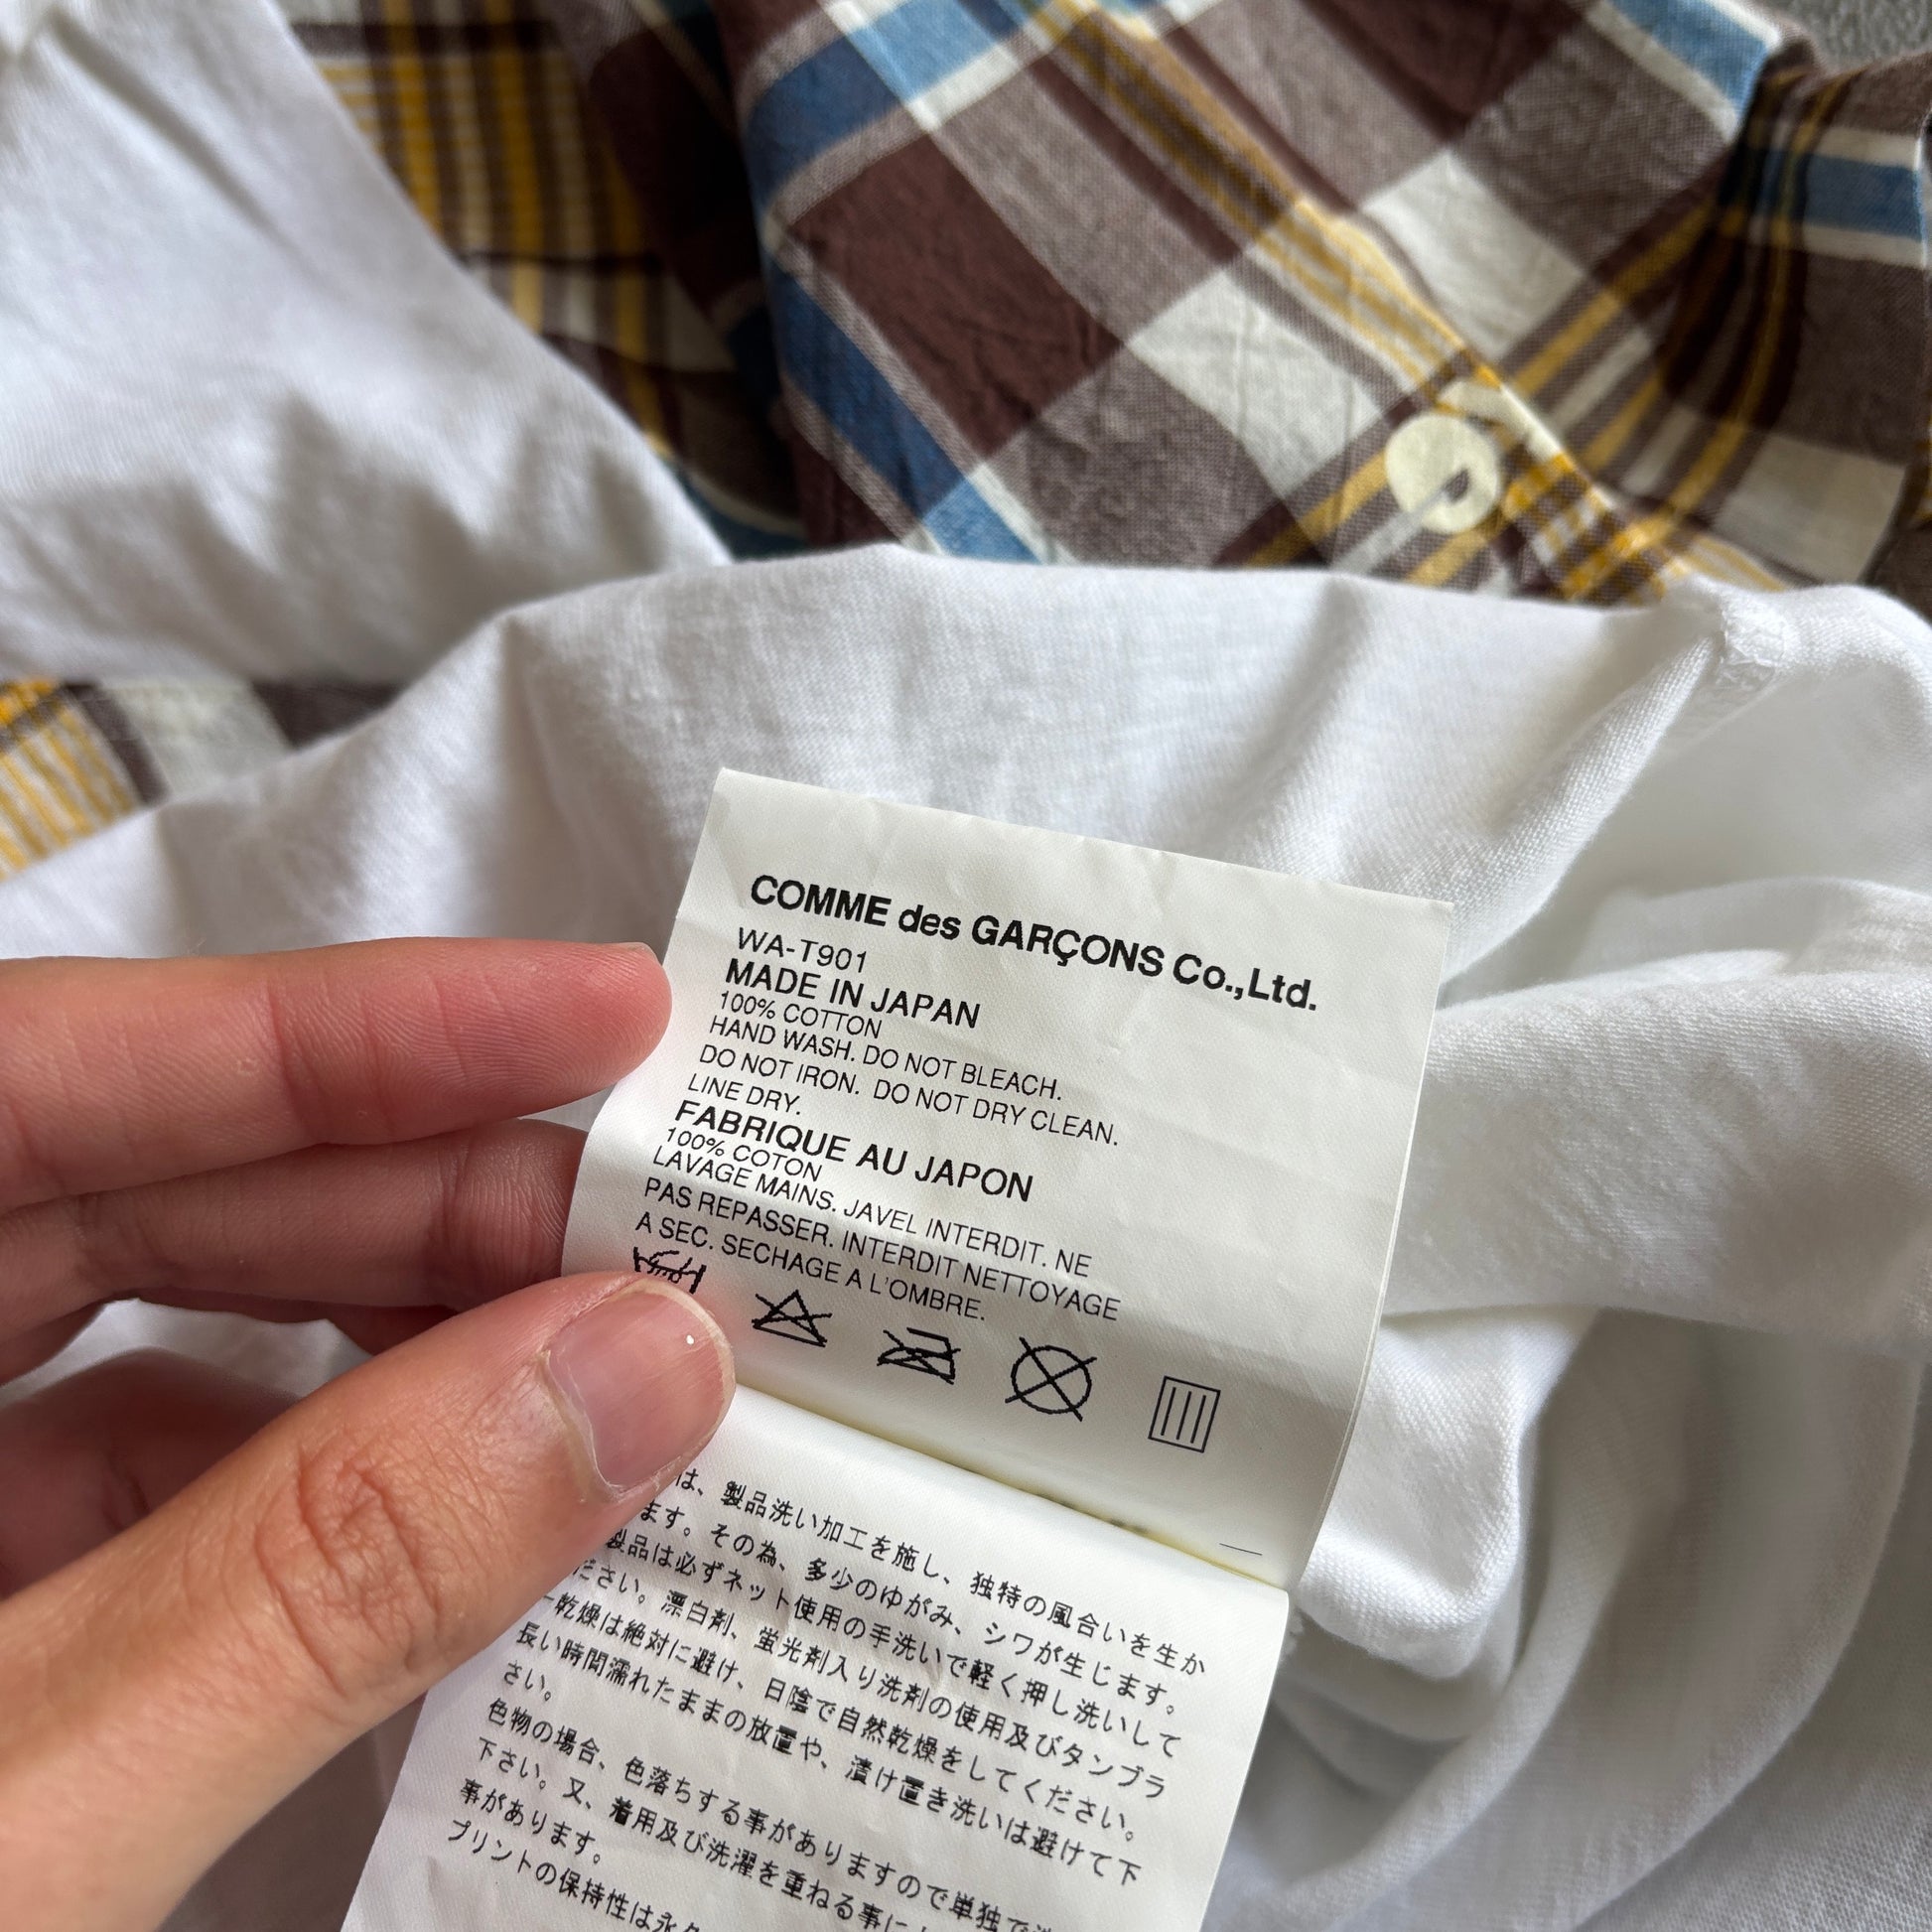 COMME des GARÇONS Co.,Ltd.
WA-T901
MADE IN JAPAN
100% COTTON
HAND WASH. DO NOT BLEACH.
DO NOT IRON. DO NOT DRY CLEAN.
LINE DRY.
FABRIQUE AU JAPON
100% COTON
LAVAGE MAINS. JAVEL INTERDIT. NE
PAS REPASSER. INTERDIT NETTOYAGE
A SEC. SECHAGE A L'OMBRE.
は、製品洗い加工を施し、独特の風合いを生か
ます。その為、多少のゆがみ、シワが生じます。
製品は必ずネット使用の手洗いで軽く押し洗いして
ださい。漂白剤、蛍光剤入り洗剤の使用及びタンブラ
ー乾燥は絶対に避け、日陰で自然乾燥をしてください。
長い時間濡れたままの放置や、漬け置き洗いは避けて下
さい。
色物の場合、色落ちする事がありますので単独で
下さい。又、着用及び洗濯を重ねる事に
事があります。
プリントの保持性は